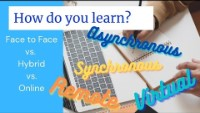 How do you learn?
Face to Face
vs.
Hybrid
vs.
Online
Asynchronous
Synchronous
Remote
Virtual